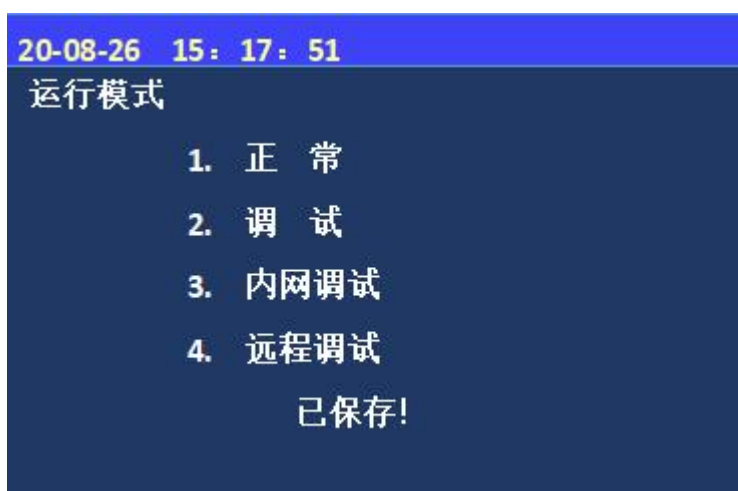 20-08-26 15：17：51
运行模式
1. 正 常
2. 调 试
3. 内网调试
4. 远程调试
已保存!